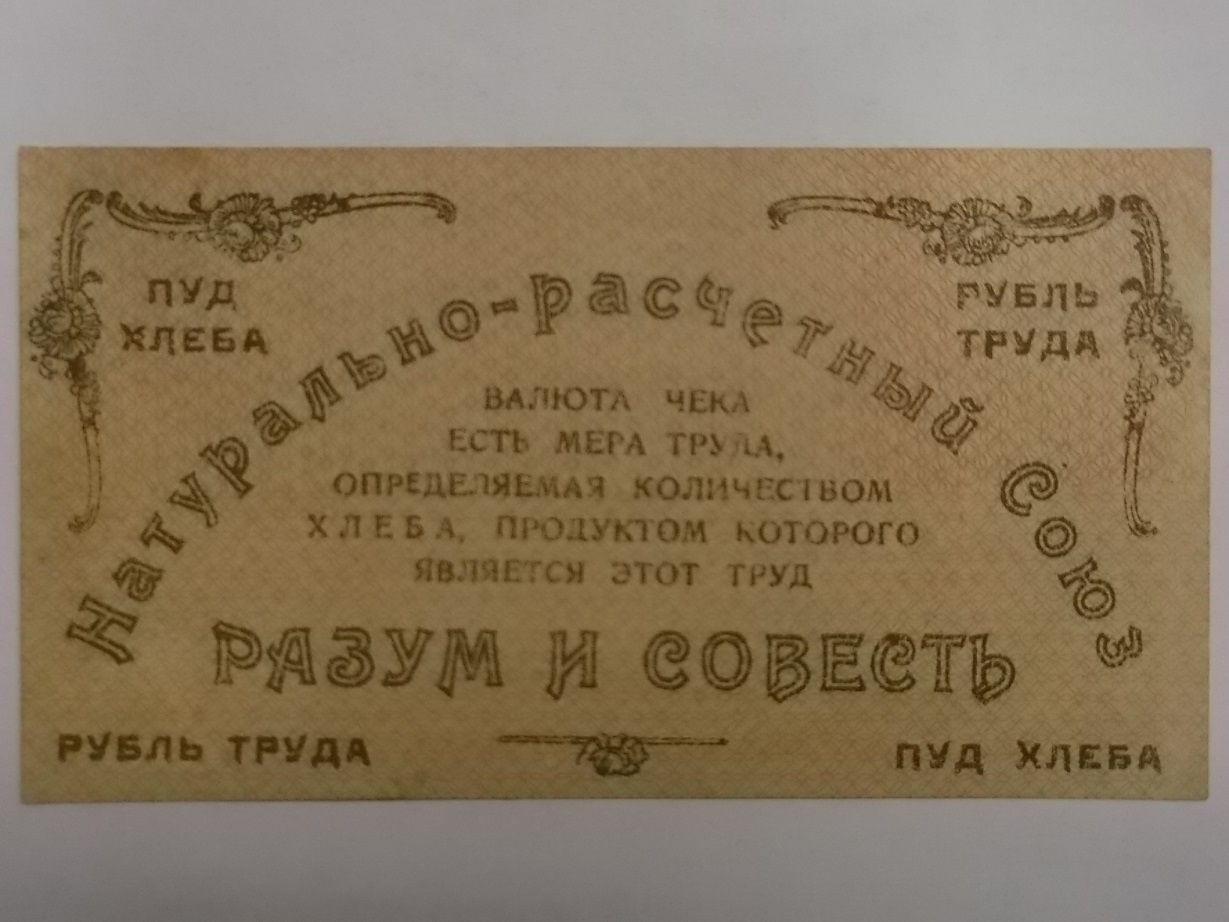 ПУД
ХЛЕБА
РУБЛЬ
ТРУДА
Натурально-расчетный Союз
ВАЛЮТА ЧЕКА
ЕСТЬ МЕРА ТРУДА,
ОПРЕДЕЛЯЕМАЯ КОЛИЧЕСТВОМ
ХЛЕБА, ПРОДУКТОМ КОТОРОГО
ЯВЛЯЕТСЯ ЭТОТ ТРУД
РАЗУМ И СОВЕСТЬ
РУБЛЬ ТРУДА
ПУД ХЛЕБА